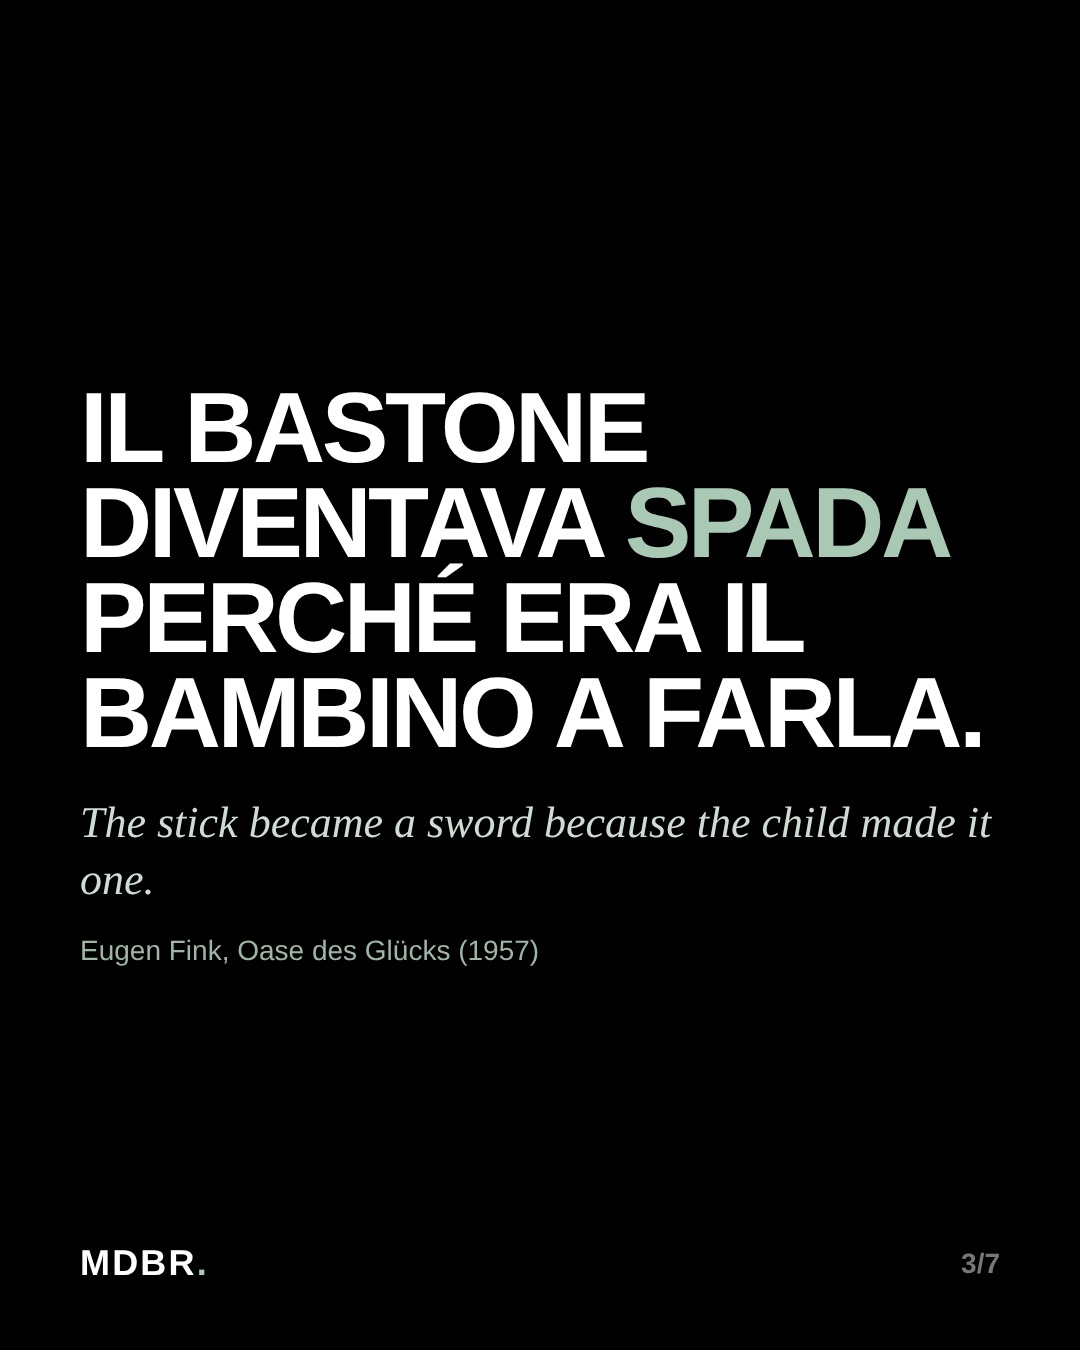 IL BASTONE
DIVENTAVA SPADA
PERCHÉ ERA IL
BAMBINO A FARLA.
The stick became a sword because the child made it
one.
Eugen Fink, Oase des Glücks (1957)
MDBR.
3/7